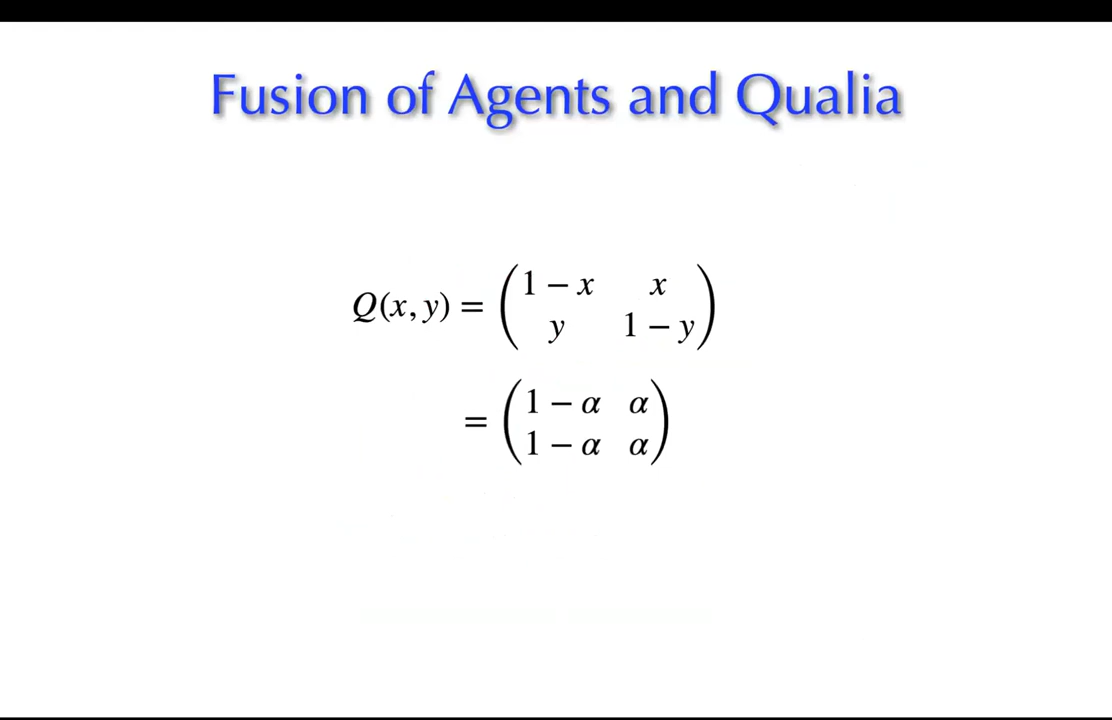 Fusion of Agents and Qualia
Q(x, y) = ( 1 − x x
y 1 − y )
= ( 1 − α α
1 − α α )